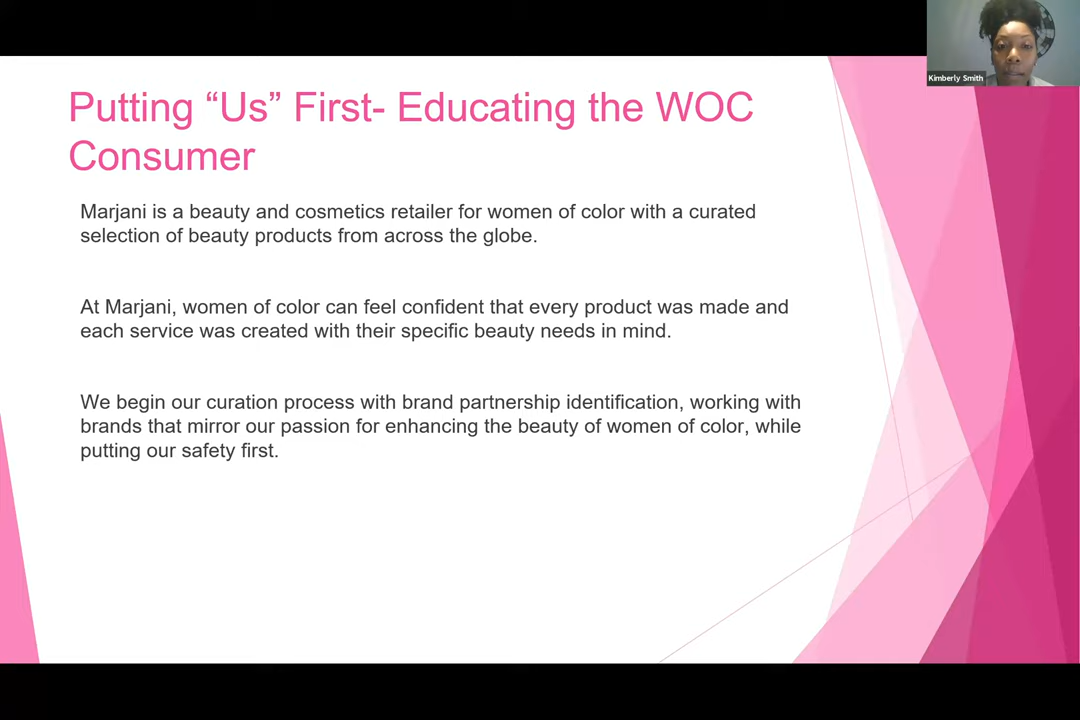 Kimberly Smith
Putting “Us” First- Educating the WOC
Consumer
Marjani is a beauty and cosmetics retailer for women of color with a curated
selection of beauty products from across the globe.
At Marjani, women of color can feel confident that every product was made and
each service was created with their specific beauty needs in mind.
We begin our curation process with brand partnership identification, working with
brands that mirror our passion for enhancing the beauty of women of color, while
putting our safety first.